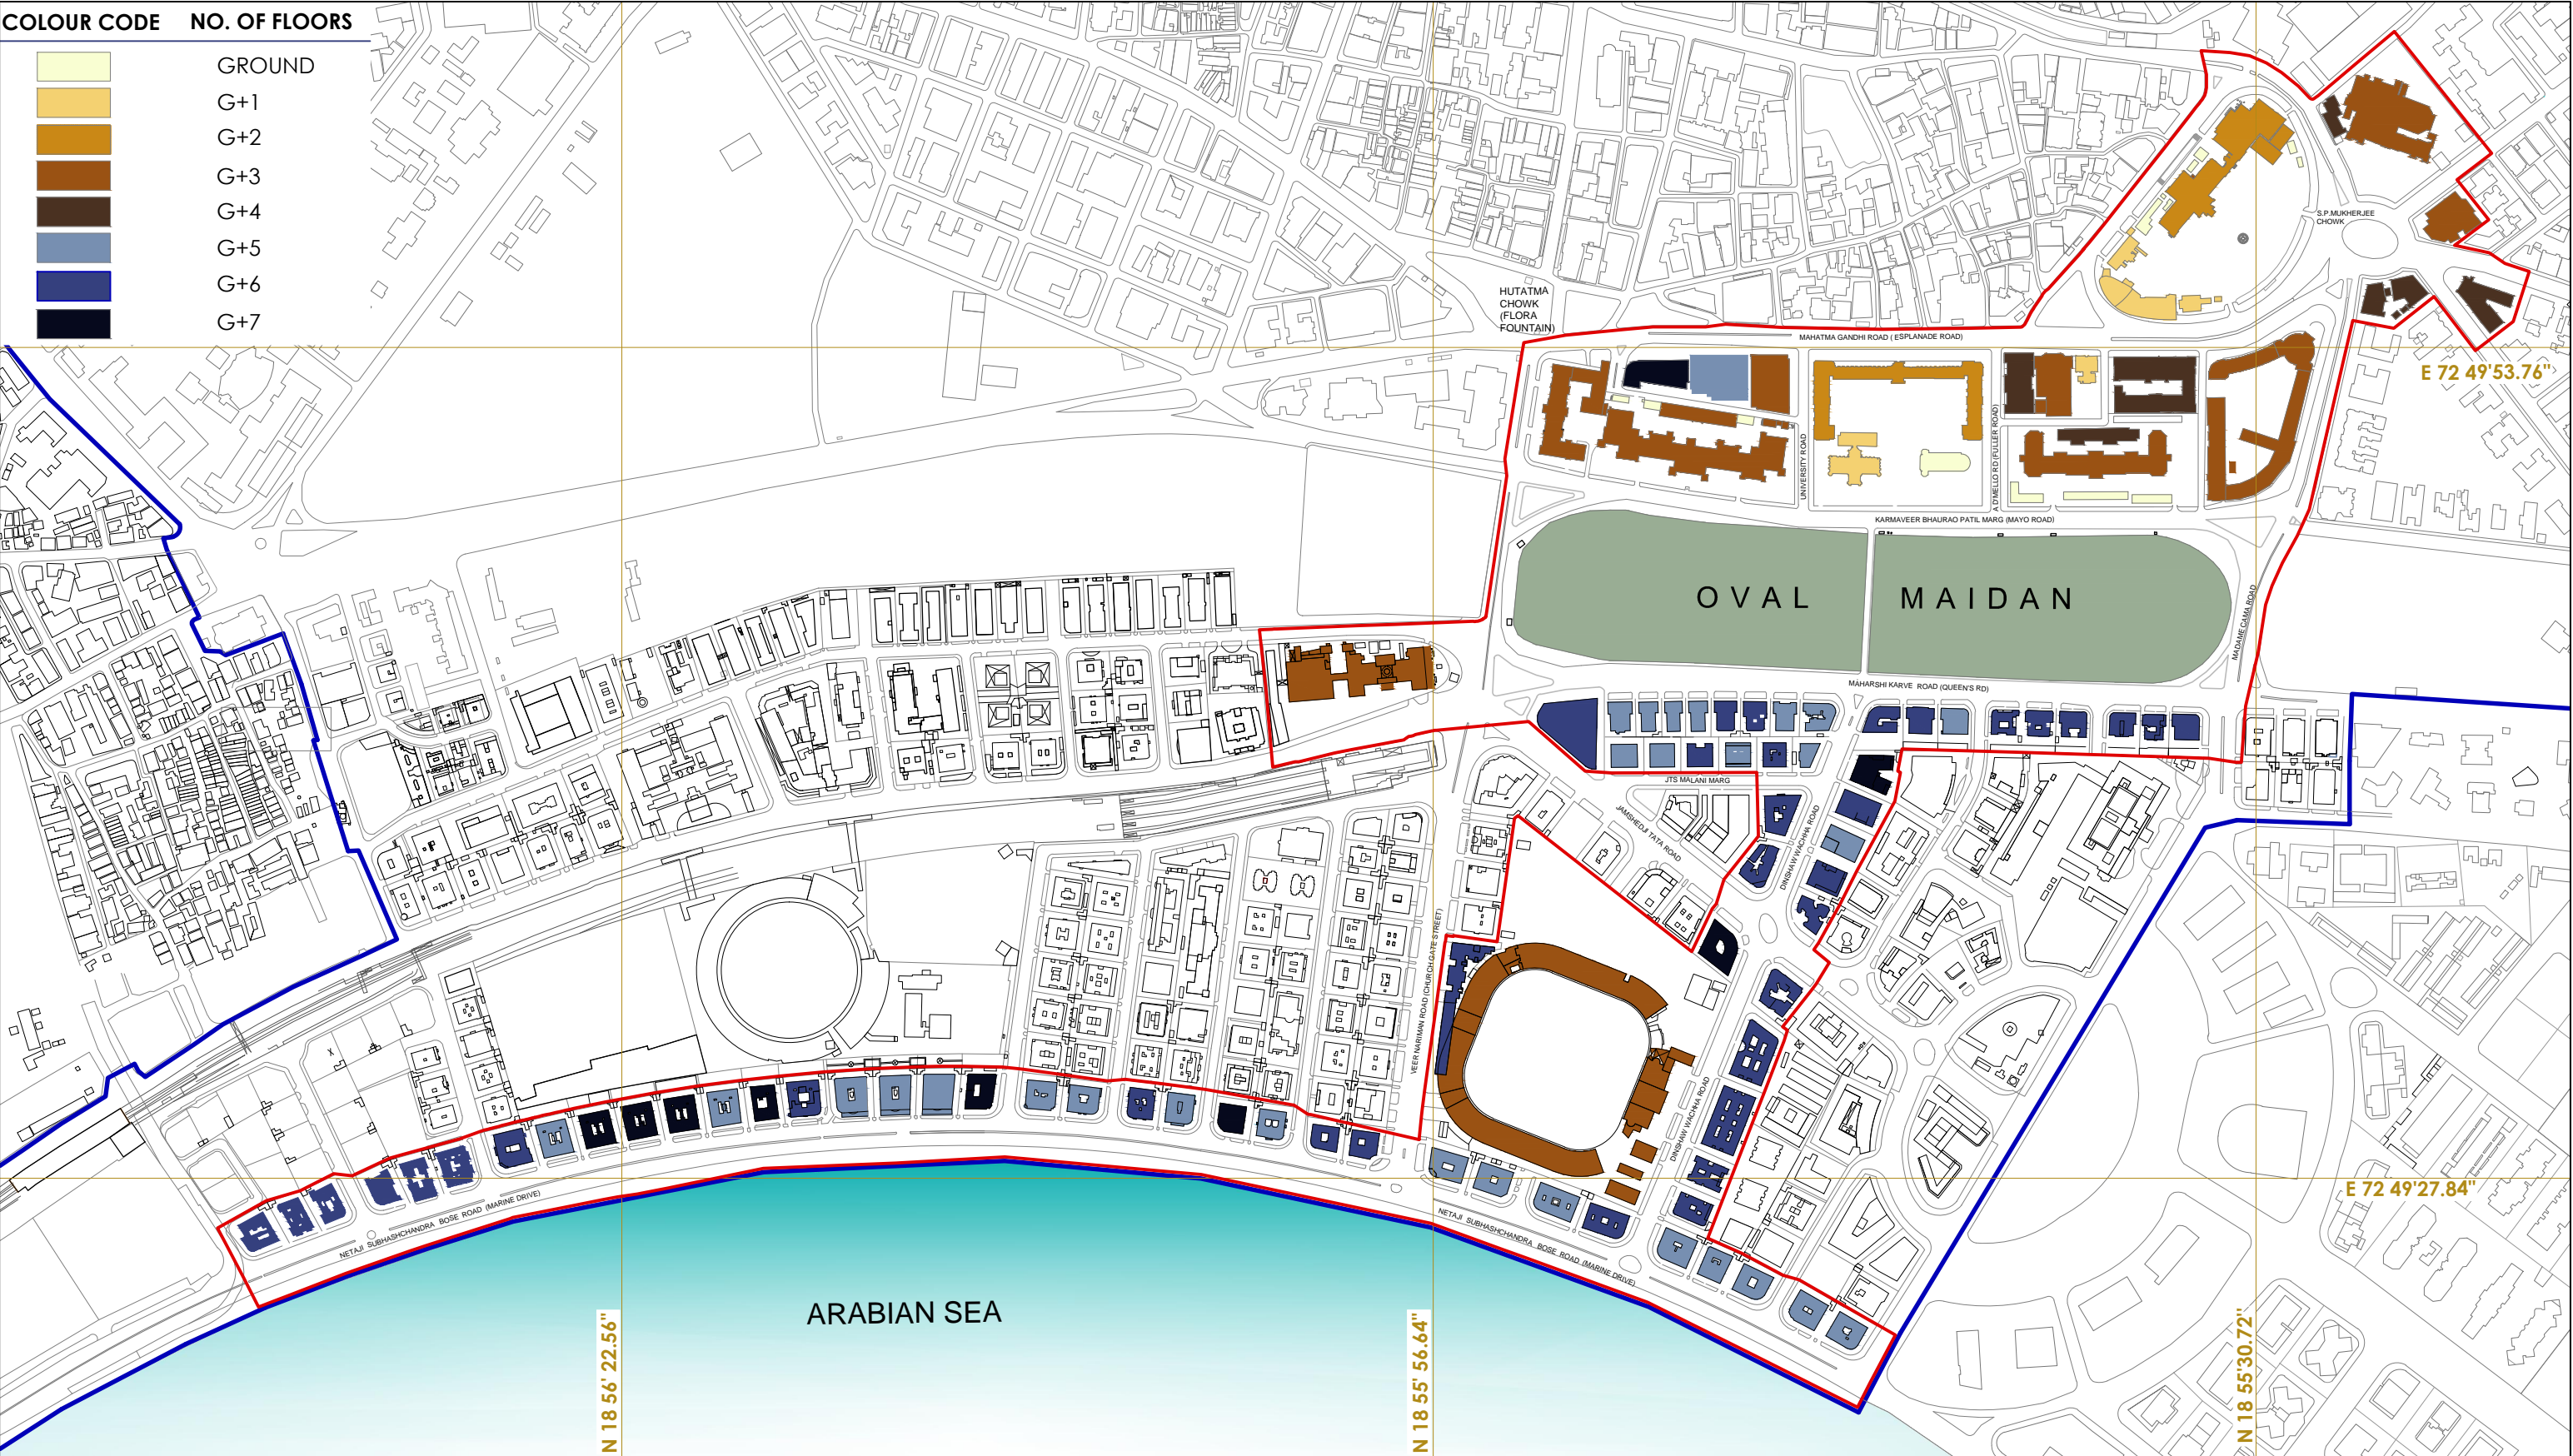 COLOUR CODE NO. OF FLOORS
GROUND
G+1
G+2
G+3
G+4
G+5
G+6
G+7
S.P.MUKHERJEE
CHOWK
HUTATMA
CHOWK
(FLORA
FOUNTAIN)
MAHATMA GANDHI ROAD ( ESPLANADE ROAD)
E 72 49'53.76"
UNIVERSITY ROAD
A D'MELLO RD (FULLER ROAD)
KARMAVEER BHAURAO PATIL MARG (MAYO ROAD)
OVAL MAIDAN
MADAME CAMA ROAD
MAHARSHI KARVE ROAD (QUEEN'S RD)
JTS MALANI MARG
JAMSHEDJI TATA ROAD
DINSHAW WACHHA ROAD
VEER NARIMAN ROAD (CHURCH GATE STREET)
DINSHAW WACHHA ROAD
NETAJI SUBHASHCHANDRA BOSE ROAD (MARINE DRIVE)
NETAJI SUBHASHCHANDRA BOSE ROAD (MARINE DRIVE)
E 72 49'27.84"
ARABIAN SEA
N 18 56' 22.56"
N 18 55' 56.64"
N 18 55'30.72"